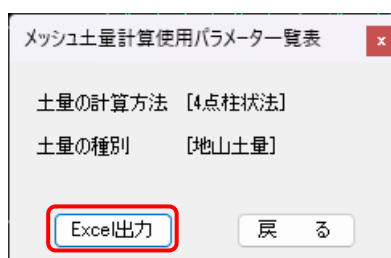 メッシュ土量計算使用パラメータ一覧表
土量の計算方法 [4点柱状法]
土量の種別 [地山土量]
Excel出力 戻 る